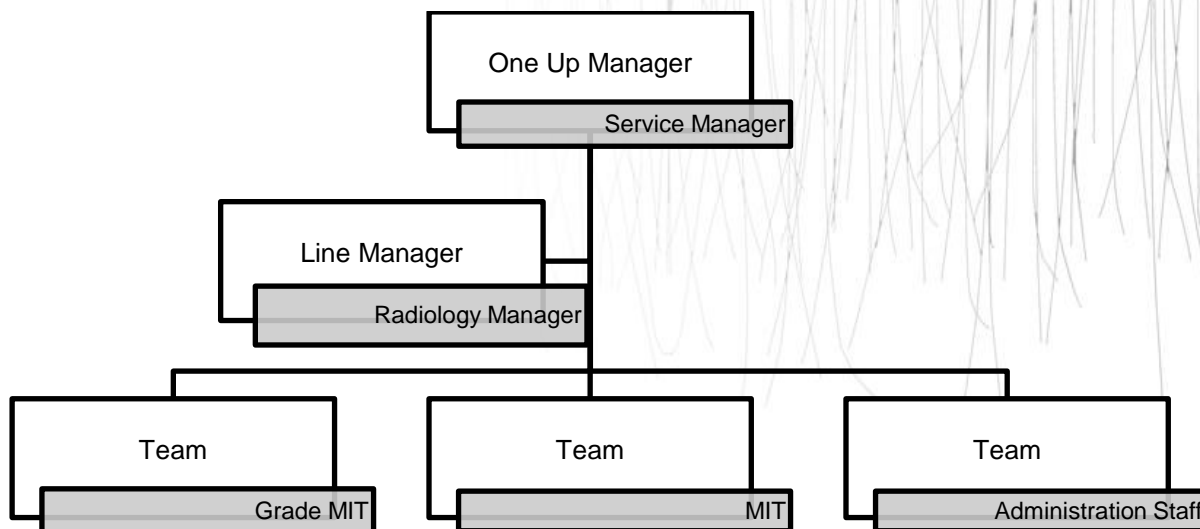 One Up Manager
Service Manager
Line Manager
Radiology Manager
Team
Grade MIT
Team
MIT
Team
Administration Staff